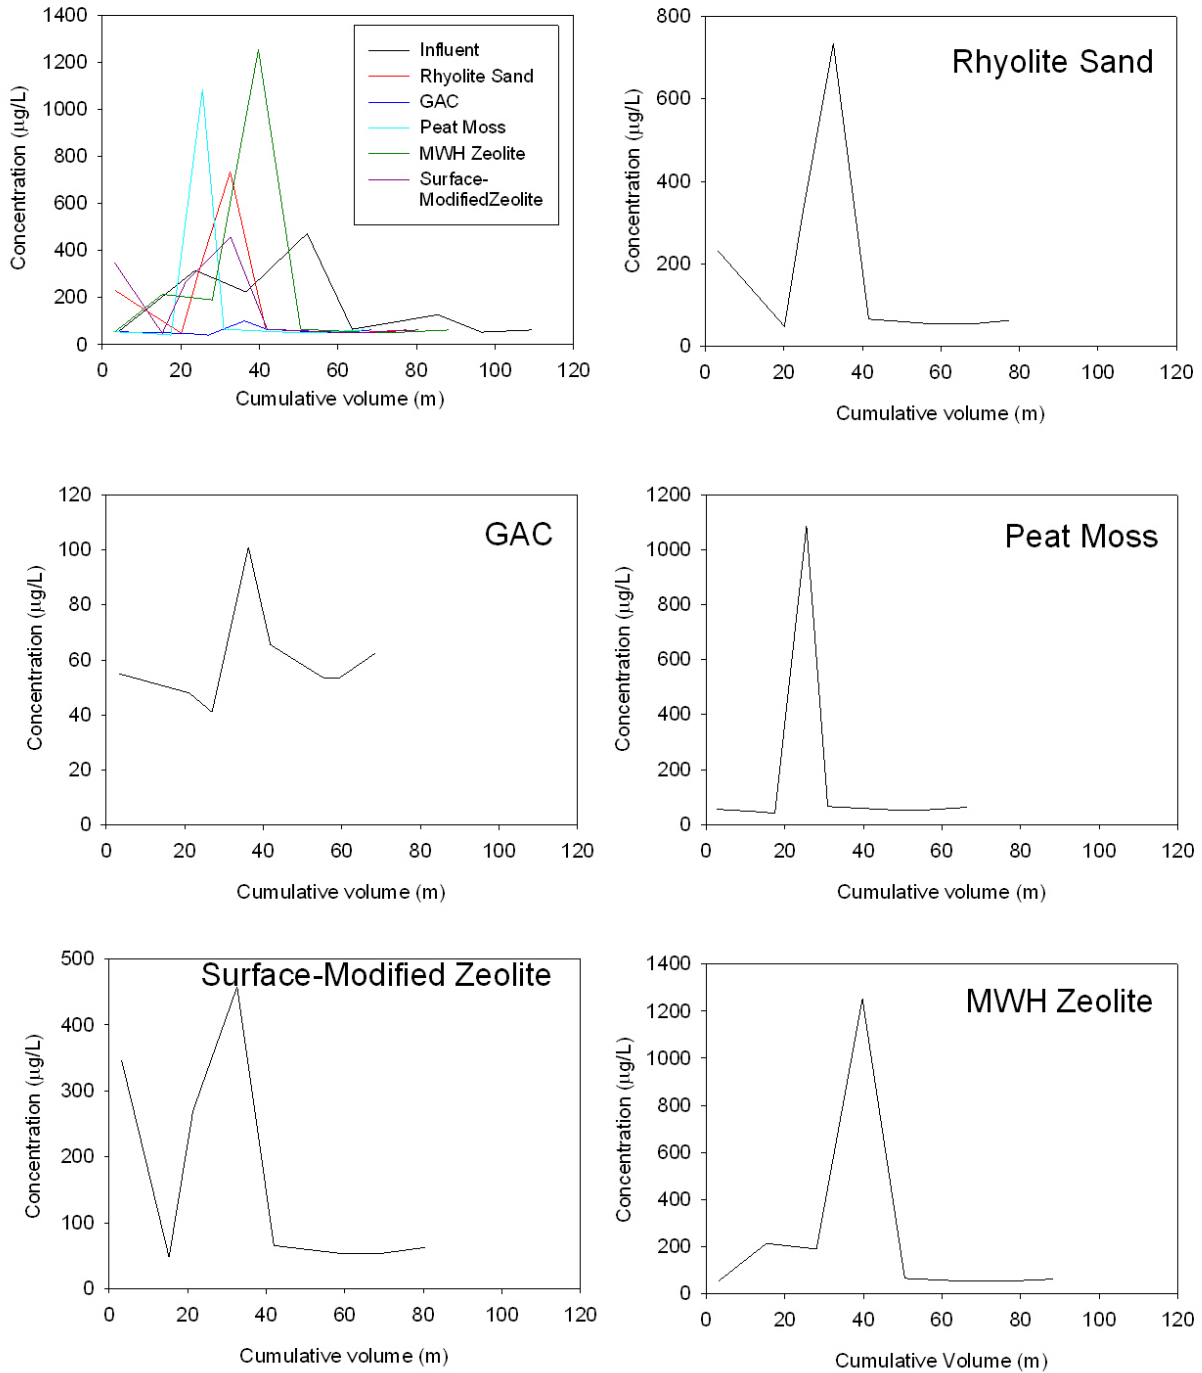 1400
1200
1000
800
600
400
200
0
Concentration (µg/L)
Influent
Rhyolite Sand
GAC
Peat Moss
MWH Zeolite
Surface-
ModifiedZeolite
0 20 40 60 80 100 120
Cumulative volume (m)
Rhyolite Sand
800
600
400
200
0
Concentration (µg/L)
0 20 40 60 80 100 120
Cumulative volume (m)
GAC
120
100
80
60
40
20
0
Concentration (µg/L)
0 20 40 60 80 100 120
Cumulative volume (m)
Peat Moss
1200
1000
800
600
400
200
0
Concentration (µg/L)
0 20 40 60 80 100 120
Cumulative volume (m)
Surface-Modified Zeolite
500
400
300
200
100
0
Concentration (µg/L)
0 20 40 60 80 100 120
Cumulative volume (m)
MWH Zeolite
1400
1200
1000
800
600
400
200
0
Concentration (µg/L)
0 20 40 60 80 100 120
Cumulative Volume (m)